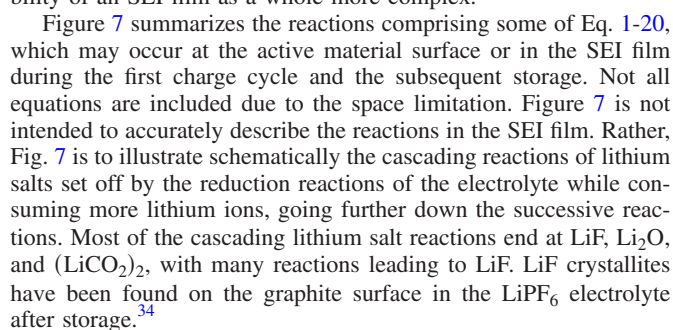 bility of an SEI film as a whole more complex.
Figure 7 summarizes the reactions comprising some of Eq. 1-20,
which may occur at the active material surface or in the SEI film
during the first charge cycle and the subsequent storage. Not all
equations are included due to the space limitation. Figure 7 is not
intended to accurately describe the reactions in the SEI film. Rather,
Fig. 7 is to illustrate schematically the cascading reactions of lithium
salts set off by the reduction reactions of the electrolyte while con-
suming more lithium ions, going further down the successive reac-
tions. Most of the cascading lithium salt reactions end at LiF, Li₂O,
and (LiCO₂)₂, with many reactions leading to LiF. LiF crystallites
have been found on the graphite surface in the LiPF₆ electrolyte
after storage.³⁴